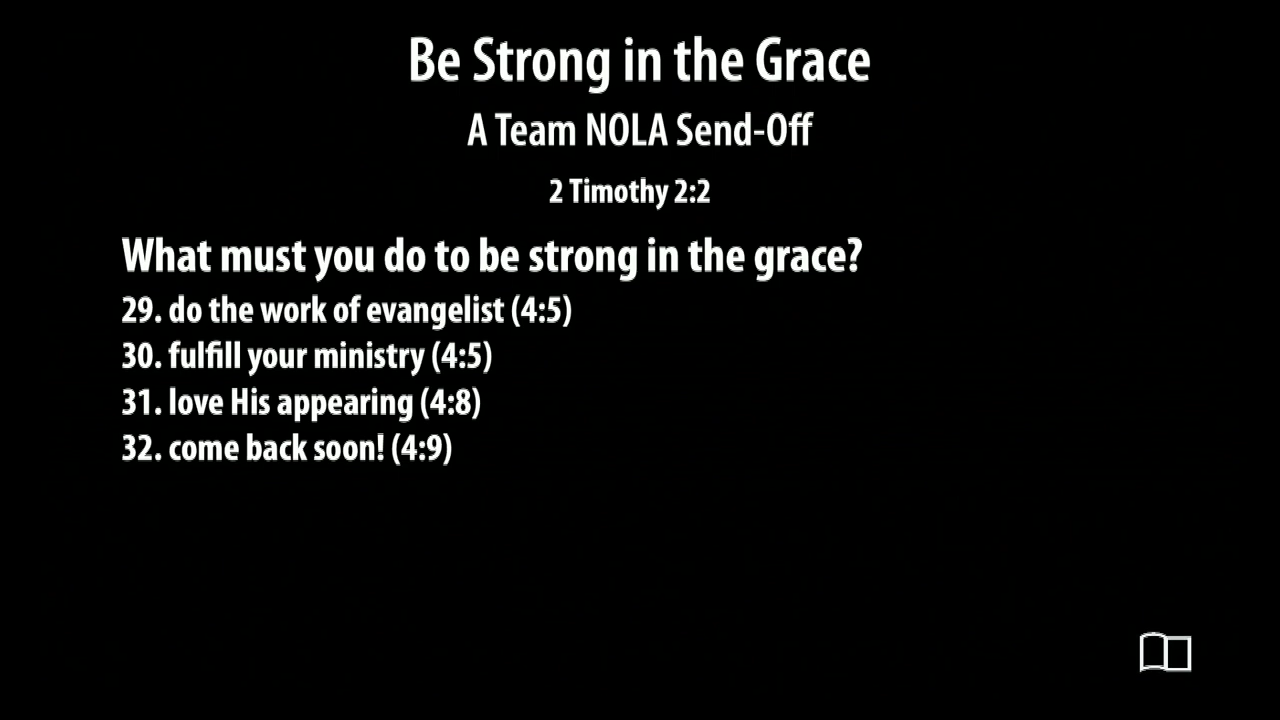 Be Strong in the Grace
A Team NOLA Send-Off
2 Timothy 2:2
What must you do to be strong in the grace?
29. do the work of evangelist (4:5)
30. fulfill your ministry (4:5)
31. love His appearing (4:8)
32. come back soon! (4:9)